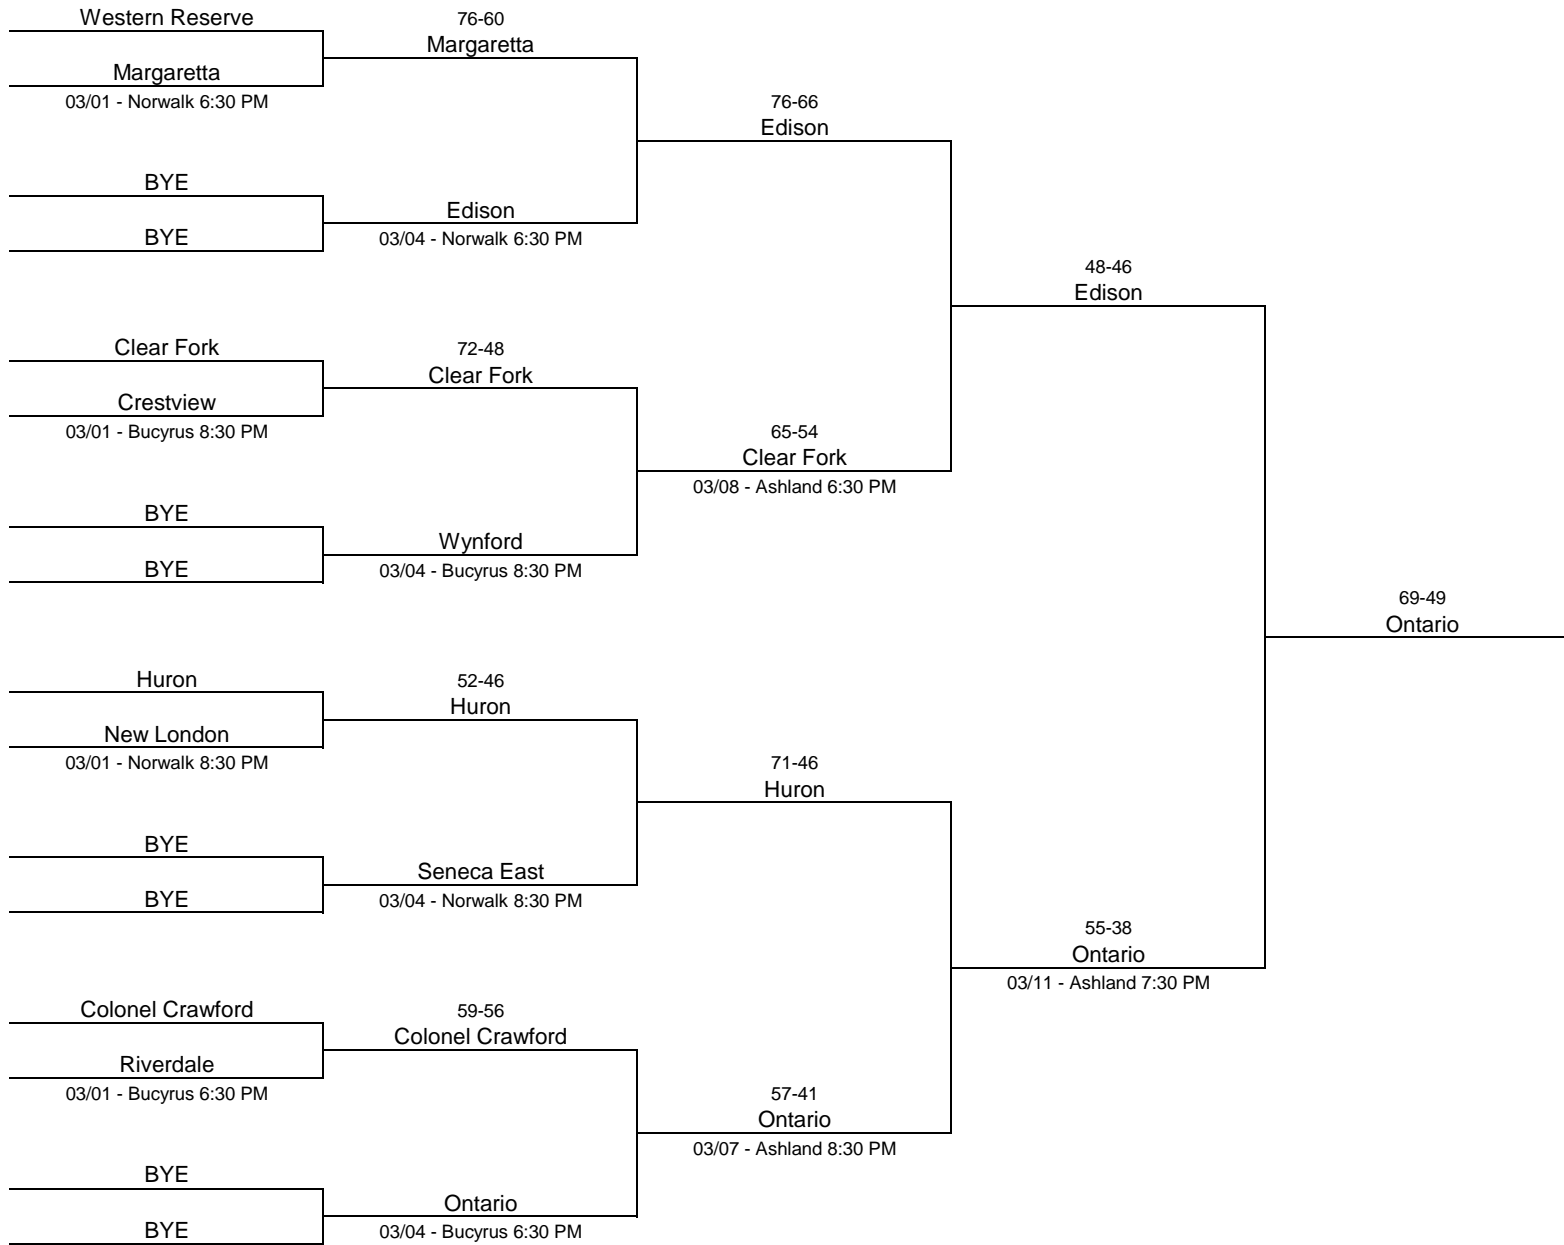 Western Reserve
Margaretta
03/01 - Norwalk 6:30 PM
BYE
BYE
Clear Fork
Crestview
03/01 - Bucyrus 8:30 PM
BYE
BYE
Huron
New London
03/01 - Norwalk 8:30 PM
BYE
BYE
Colonel Crawford
Riverdale
03/01 - Bucyrus 6:30 PM
BYE
BYE
76-60
Margaretta
Edison
03/04 - Norwalk 6:30 PM
72-48
Clear Fork
Wynford
03/04 - Bucyrus 8:30 PM
52-46
Huron
Seneca East
03/04 - Norwalk 8:30 PM
59-56
Colonel Crawford
Ontario
03/04 - Bucyrus 6:30 PM
76-66
Edison
65-54
Clear Fork
03/08 - Ashland 6:30 PM
71-46
Huron
57-41
Ontario
03/07 - Ashland 8:30 PM
48-46
Edison
55-38
Ontario
03/11 - Ashland 7:30 PM
69-49
Ontario